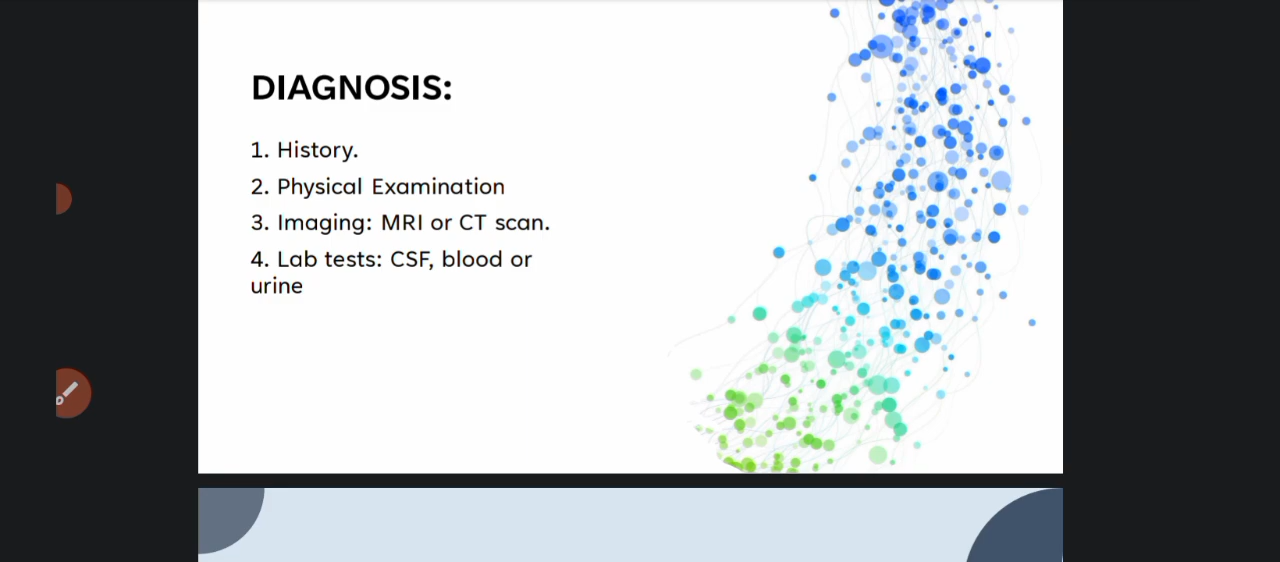 DIAGNOSIS:
1. History.
2. Physical Examination
3. Imaging: MRI or CT scan.
4. Lab tests: CSF, blood or
urine